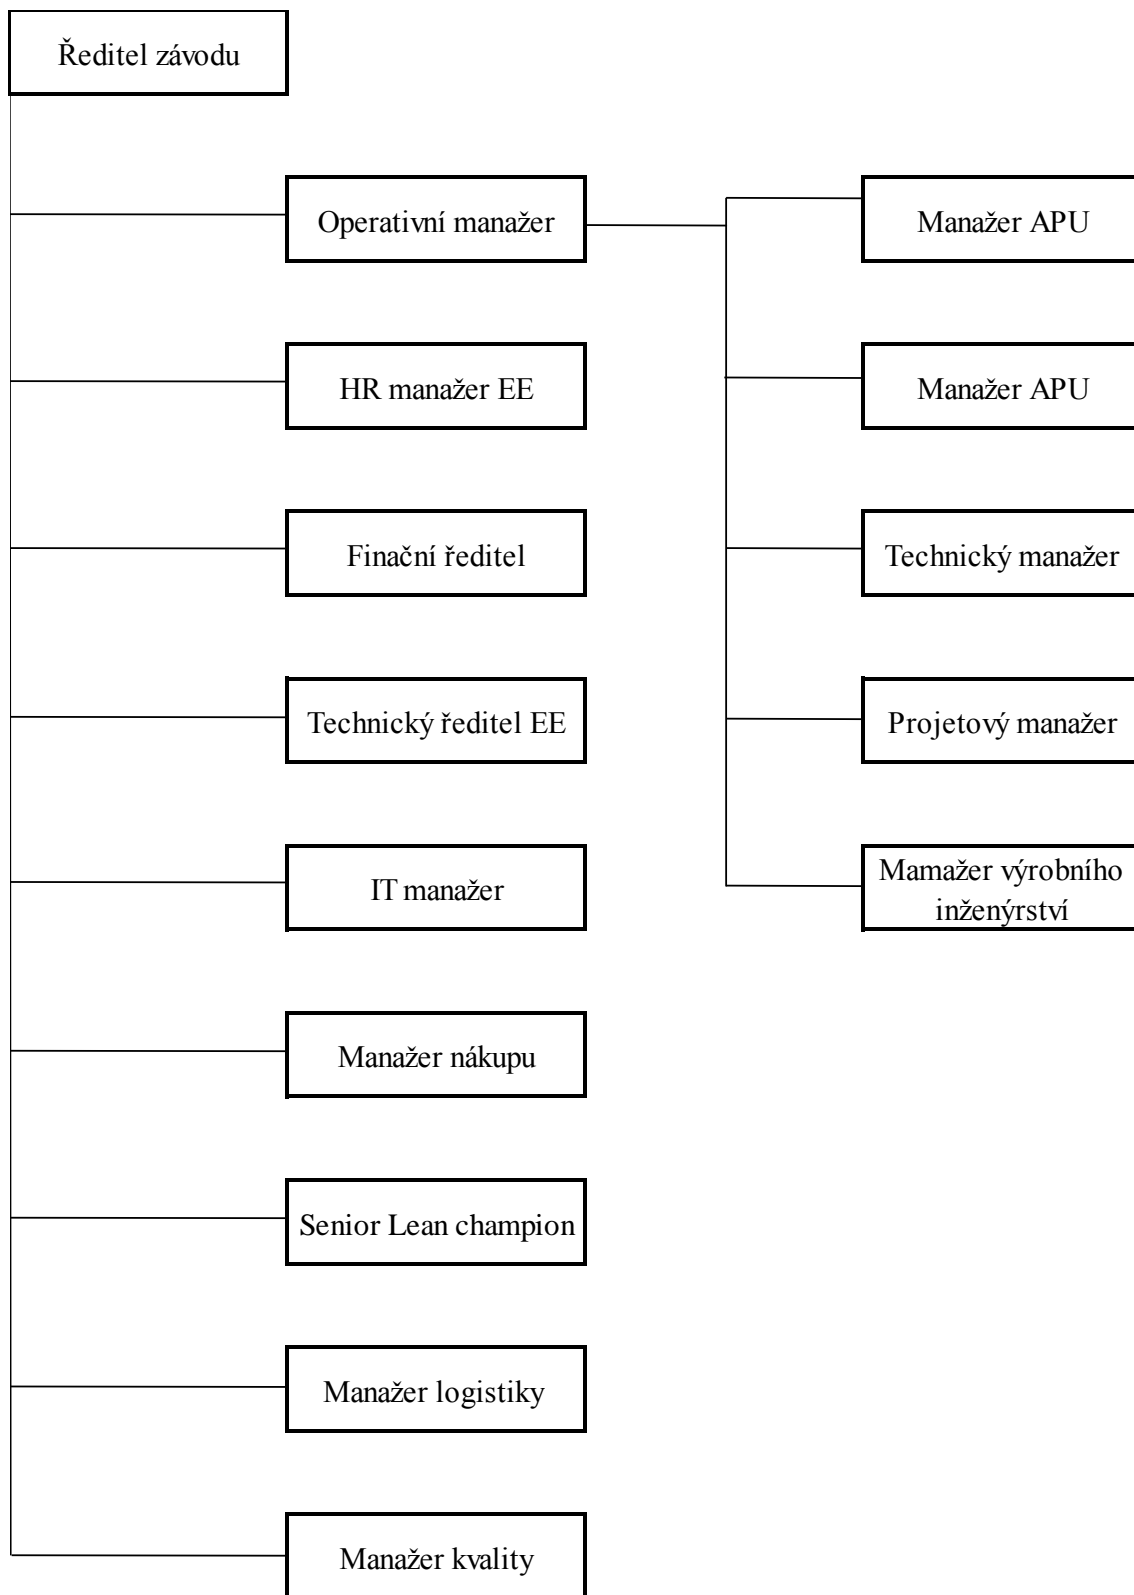 Ředitel závodu
Operativní manažer
Manažer APU
HR manažer EE
Manažer APU
Finační ředitel
Technický manažer
Technický ředitel EE
Projetový manažer
IT manažer
Mamažer výrobního
inženýrství
Manažer nákupu
Senior Lean champion
Manažer logistiky
Manažer kvality